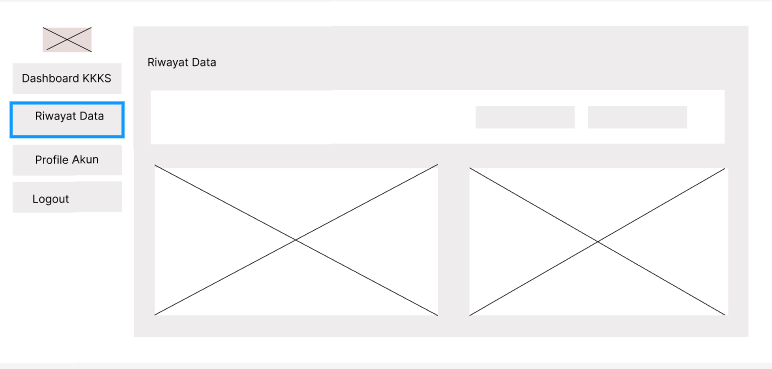 Dashboard KKKS
Riwayat Data
Profile Akun
Logout
Riwayat Data